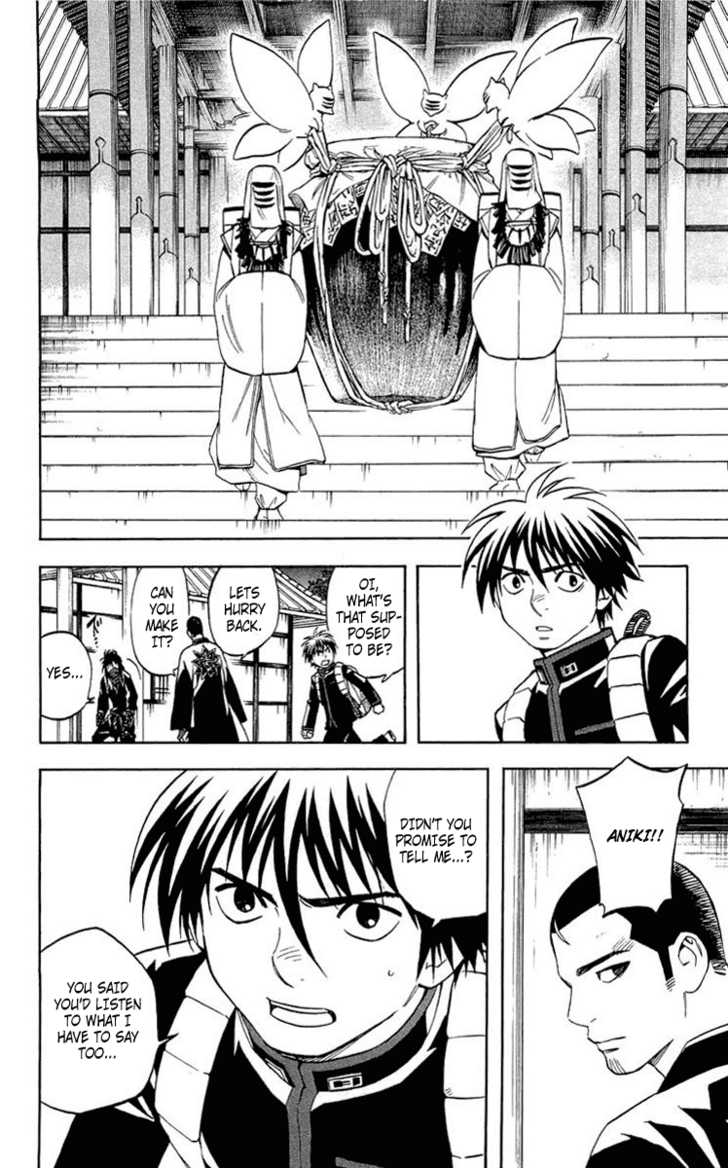 OI,
WHAT'S
THAT SUP-
POSED
TO BE?
LETS
HURRY
BACK.
CAN
YOU
MAKE
IT?
YES...
ANIKI!!
DIDN'T YOU
PROMISE TO
TELL ME...?
YOU SAID
YOU'D LISTEN
TO WHAT I
HAVE TO SAY
TOO...